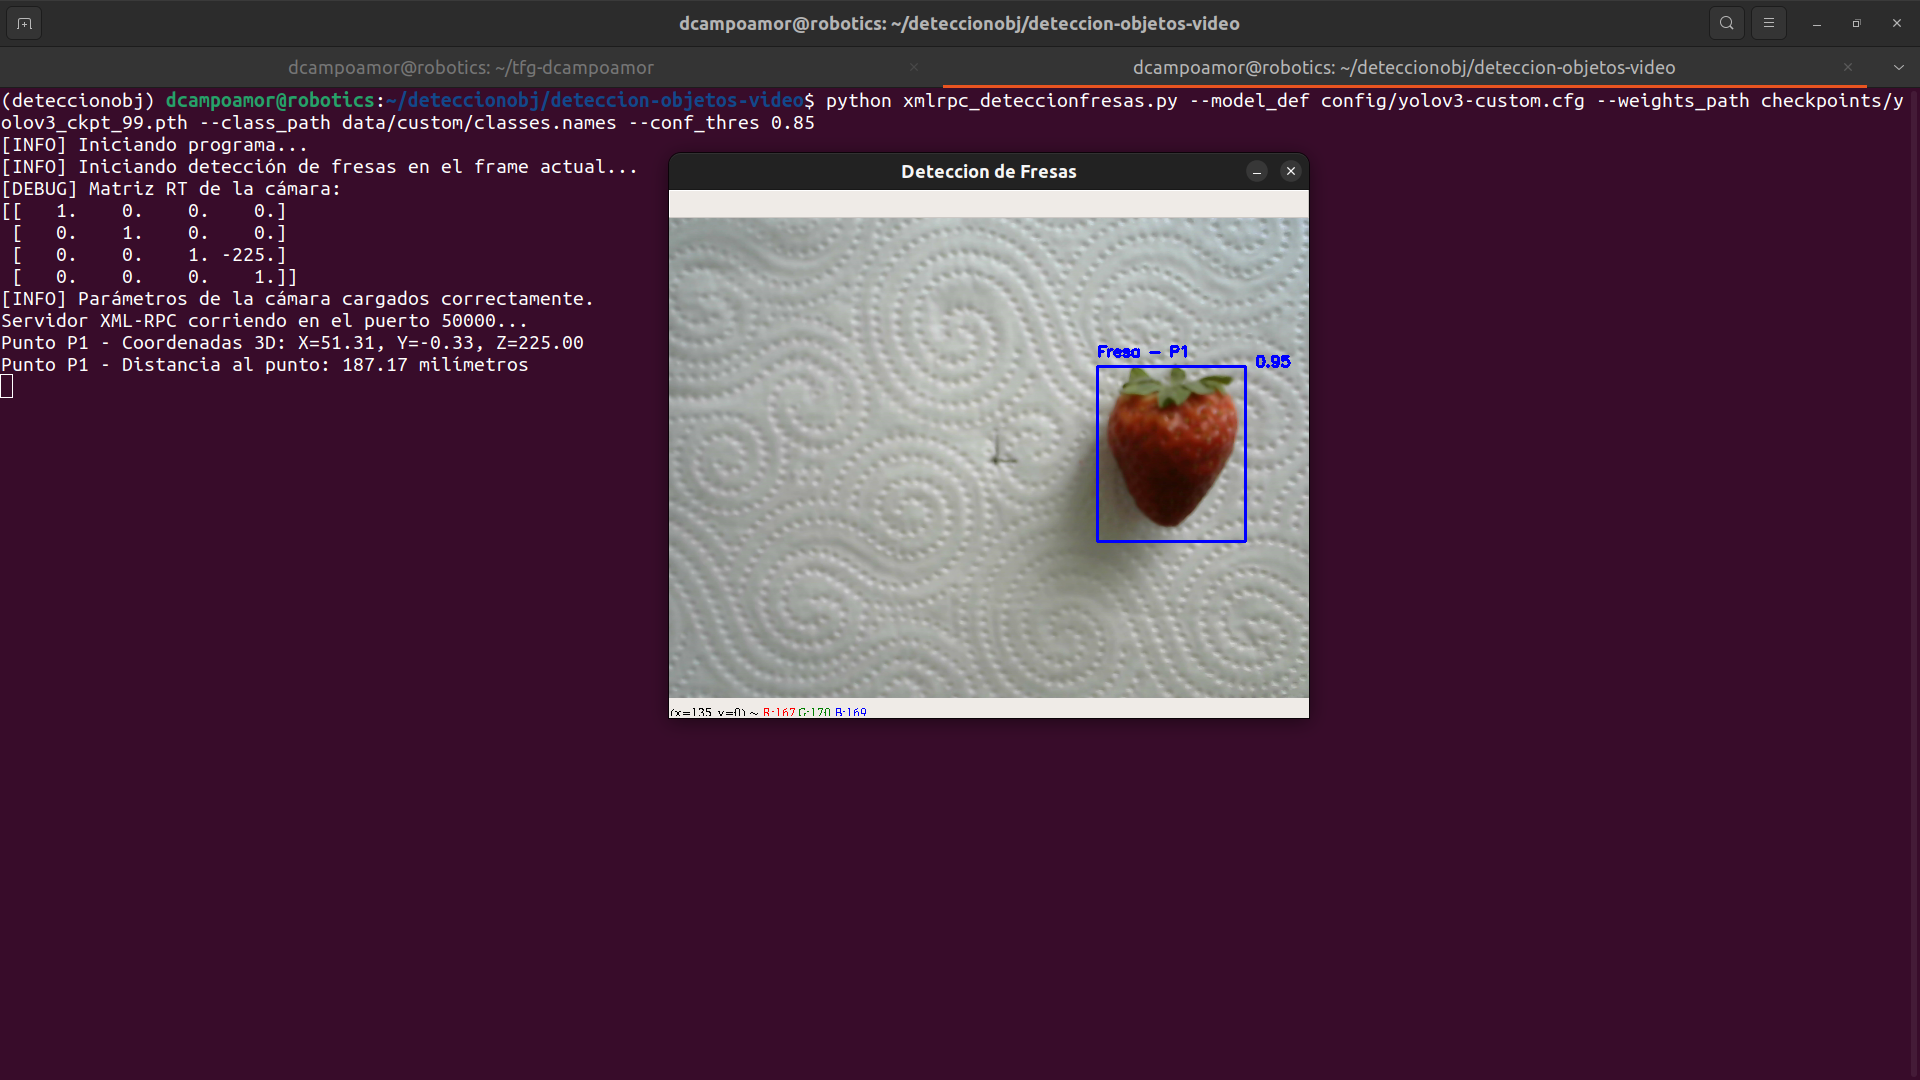 dcampoamor@robotics: ~/deteccionobj/deteccion-objetos-video
dcampoamor@robotics: ~/tfg-dcampoamor
dcampoamor@robotics: ~/deteccionobj/deteccion-objetos-video
(deteccionobj) dcampoamor@robotics:~/deteccionobj/deteccion-objetos-video$ python xmlrpc_deteccionfresas.py --model_def config/yolov3-custom.cfg --weights_path checkpoints/y
olov3_ckpt_99.pth --class_path data/custom/classes.names --conf_thres 0.85
[INFO] Iniciando programa...
[INFO] Iniciando detección de fresas en el frame actual...
[DEBUG] Matriz RT de la cámara:
[[   1.    0.    0.    0.]
 [   0.    1.    0.    0.]
 [   0.    0.    1. -225.]
 [   0.    0.    0.    1.]]
[INFO] Parámetros de la cámara cargados correctamente.
Servidor XML-RPC corriendo en el puerto 50000...
Punto P1 - Coordenadas 3D: X=51.31, Y=-0.33, Z=225.00
Punto P1 - Distancia al punto: 187.17 milímetros
Deteccion de Fresas
Fresa - P1
0.95
(x=135, y=0) ~ R:167 G:170 B:169